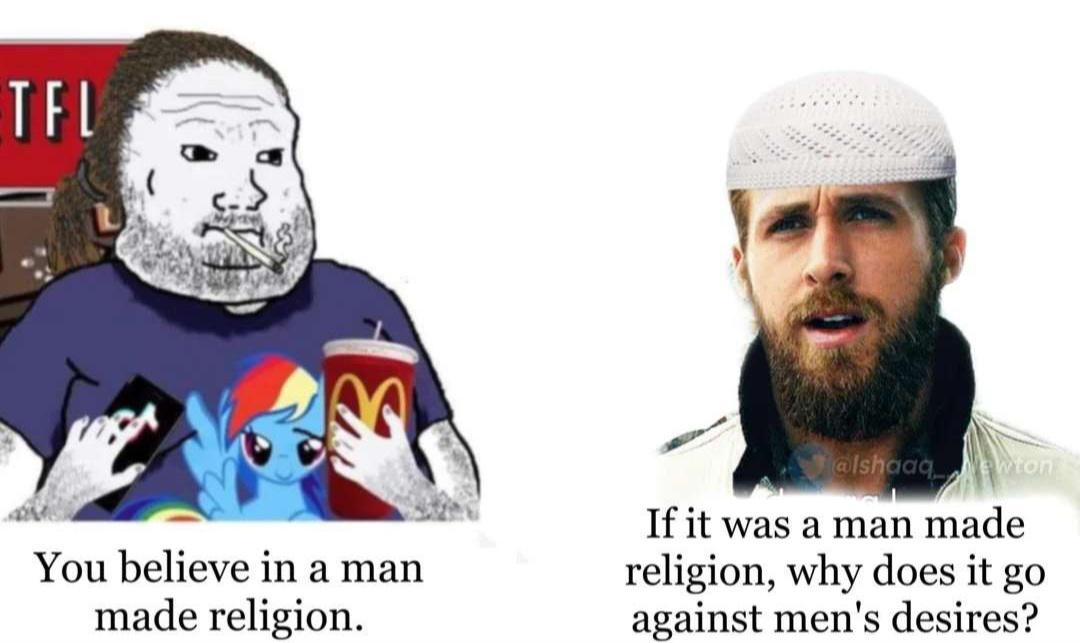 TFL
You believe in a man
made religion.
@Ishaaq_Newton
If it was a man made
religion, why does it go
against men's desires?